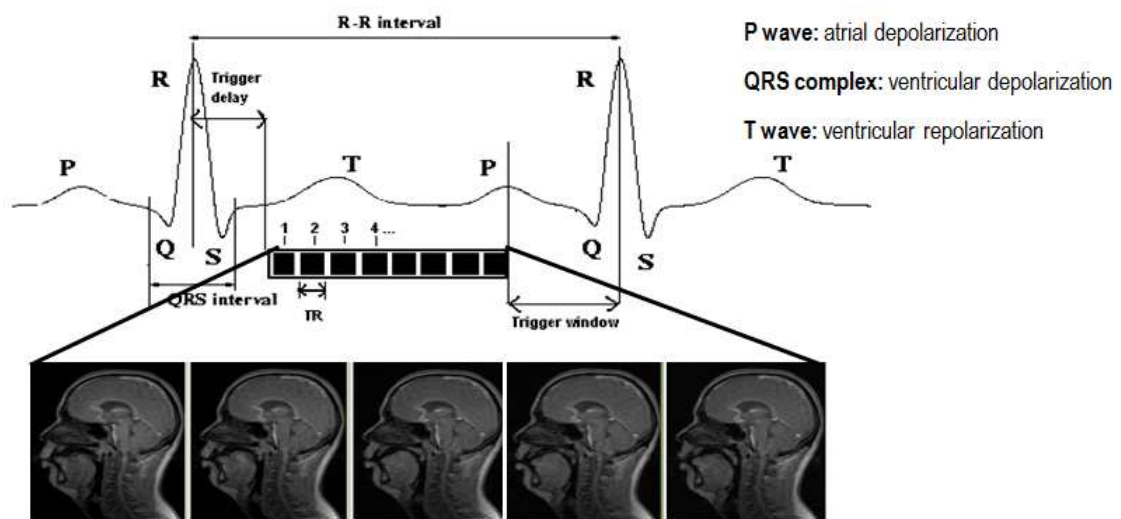 R-R interval
P wave: atrial depolarization
R
Trigger
delay
R
QRS complex: ventricular depolarization
T wave: ventricular repolarization
P
T
P
T
1 2 3 4 ...
Q
S
Q
S
QRS interval
TR
Trigger window